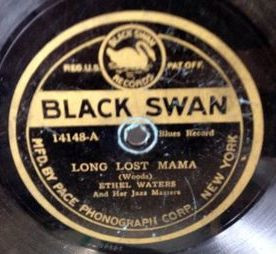 BLACK SWAN
RECORDS
REG.U.S. PAT.OFF.
BLACK SWAN
14148-A Blues Record
LONG LOST MAMA
(Woods)
ETHEL WATERS
And Her Jazz Masters
MFD. BY PACE PHONOGRAPH CORP. NEW YORK